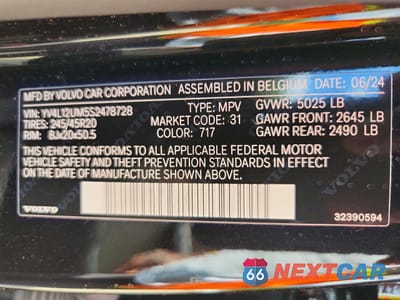 MFD. BY VOLVO CAR CORPORATION ASSEMBLED IN BELGIUM DATE: 06/24
VIN: YV4L12UM5S2478728 TYPE: MPV GVWR: 5025 LB
TIRES: 245/45R20 MARKET CODE: 31 GAWR FRONT: 2645 LB
RIM: 8Jx20x50.5 COLOR: 717 GAWR REAR: 2490 LB
THIS VEHICLE CONFORMS TO ALL APPLICABLE FEDERAL MOTOR
VEHICLE SAFETY AND THEFT PREVENTION STANDARDS IN EFFECT
ON THE DATE OF MANUFACTURE SHOWN ABOVE.
VOLVO 32390594
66 NEXTCAR